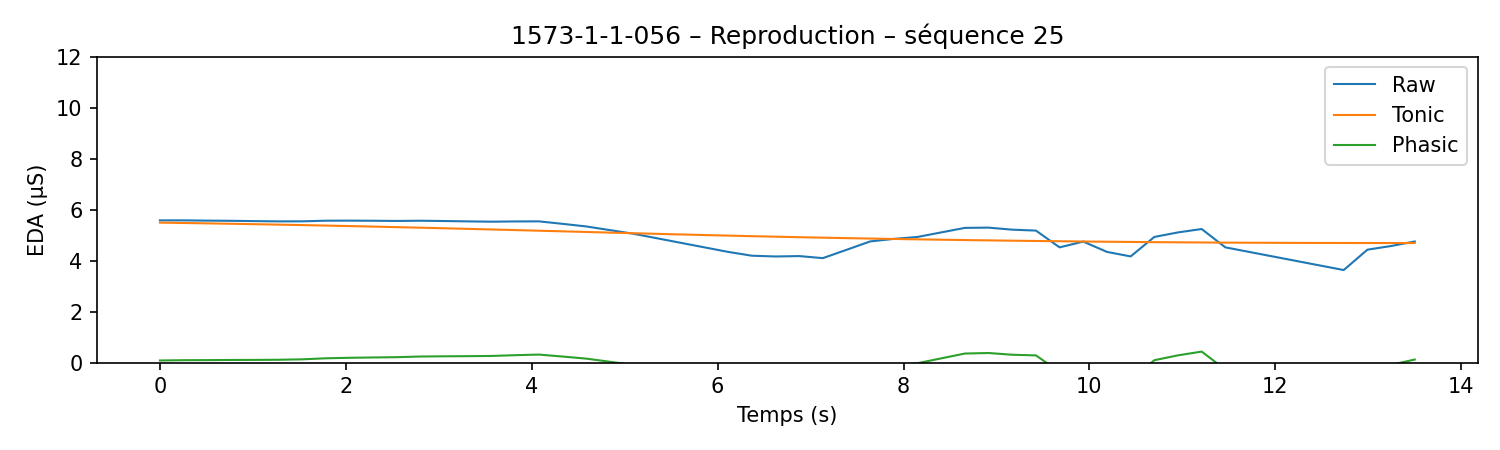 1573-1-1-056 – Reproduction – séquence 25
12
10
8
6
4
2
0
EDA (µS)
Raw
Tonic
Phasic
0 2 4 6 8 10 12 14
Temps (s)